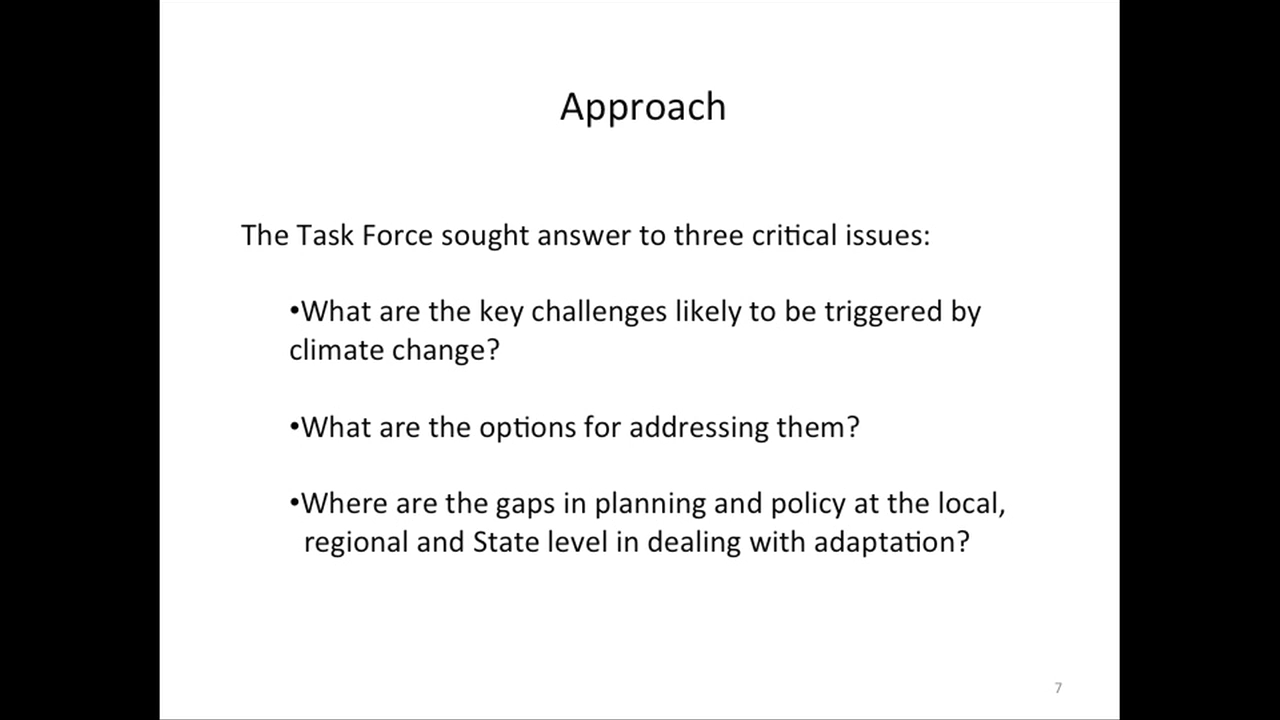 Approach
The Task Force sought answer to three critical issues:
•What are the key challenges likely to be triggered by
climate change?
•What are the options for addressing them?
•Where are the gaps in planning and policy at the local,
regional and State level in dealing with adaptation?
7